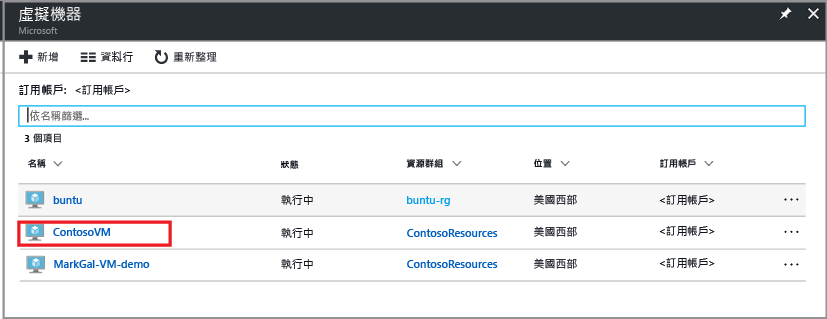 虛擬機器
Microsoft
新增 資料行 重新整理
訂用帳戶: <訂用帳戶>
依名稱篩選...
3 個項目
名稱 狀態 資源群組 位置 訂用帳戶
buntu 執行中 buntu-rg 美國西部 <訂用帳戶> ...
ContosoVM 執行中 ContosoResources 美國西部 <訂用帳戶> ...
MarkGal-VM-demo 執行中 ContosoResources 美國西部 <訂用帳戶> ...